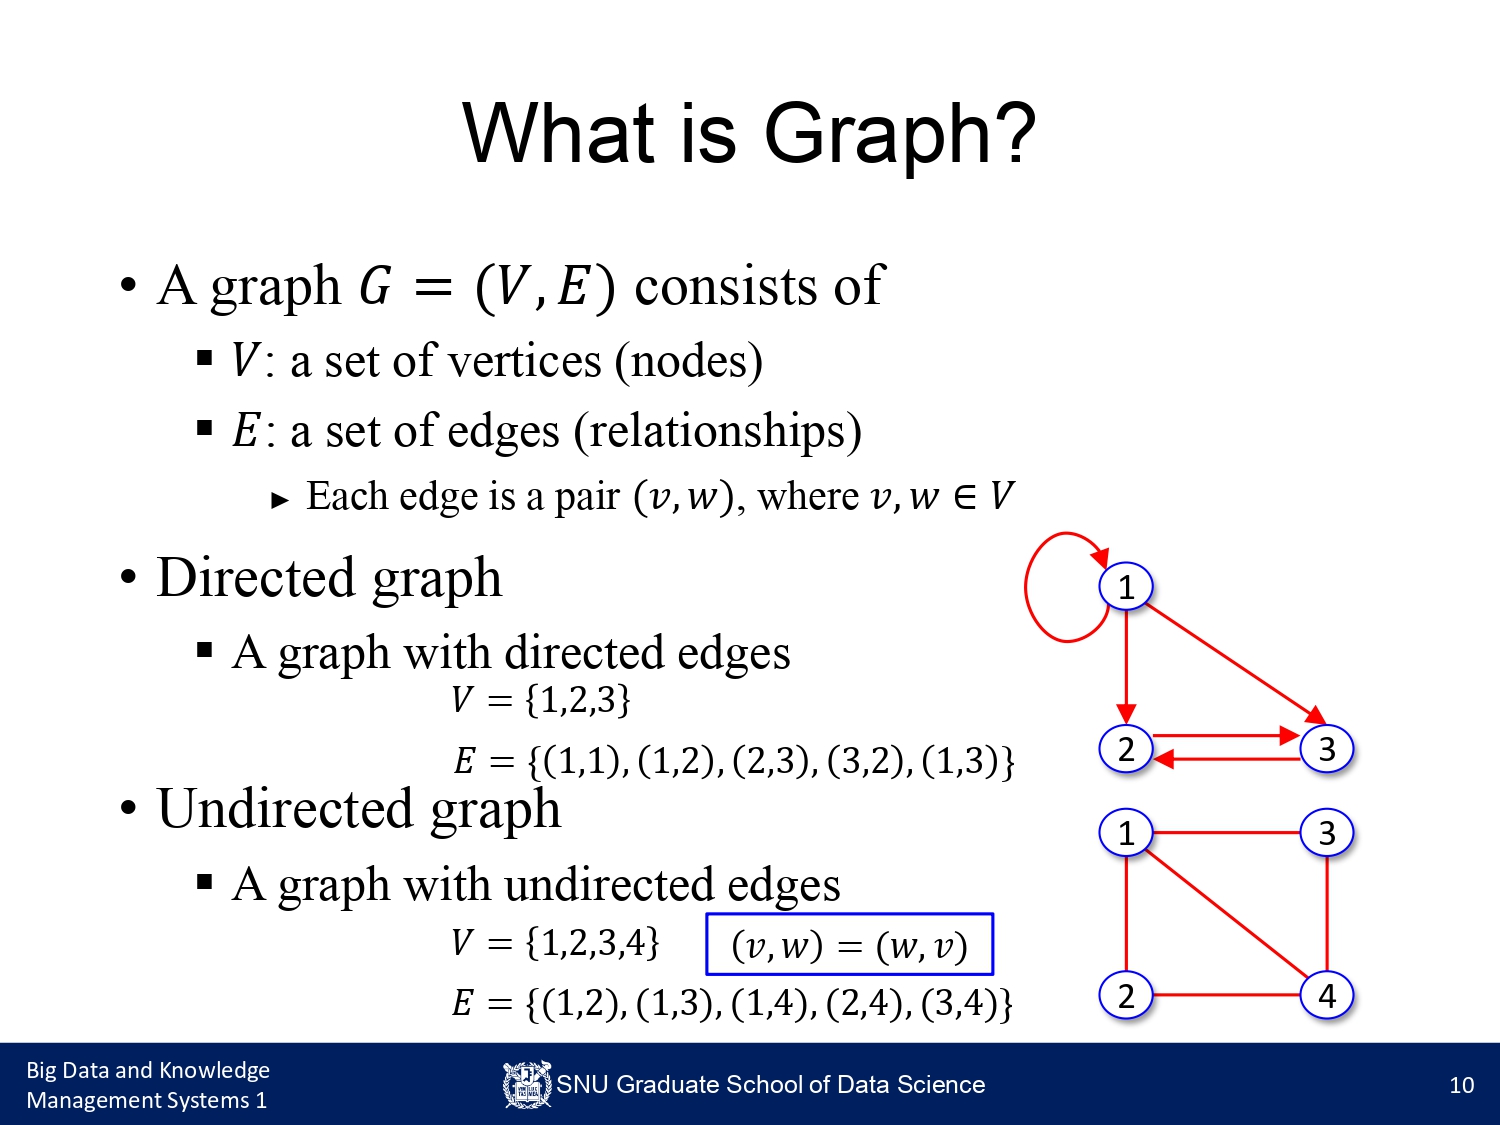 What is Graph?
• A graph 𝐺 = (𝑉, 𝐸) consists of
▪ 𝑉: a set of vertices (nodes)
▪ 𝐸: a set of edges (relationships)
► Each edge is a pair (𝑣, 𝑤), where 𝑣, 𝑤 ∈ 𝑉
• Directed graph
▪ A graph with directed edges
𝑉 = {1,2,3}
𝐸 = {(1,1), (1,2), (2,3), (3,2), (1,3)}
1
2
3
• Undirected graph
▪ A graph with undirected edges
𝑉 = {1,2,3,4}
(𝑣, 𝑤) = (𝑤, 𝑣)
𝐸 = {(1,2), (1,3), (1,4), (2,4), (3,4)}
1
3
2
4
Big Data and Knowledge
Management Systems 1
SNU Graduate School of Data Science
10